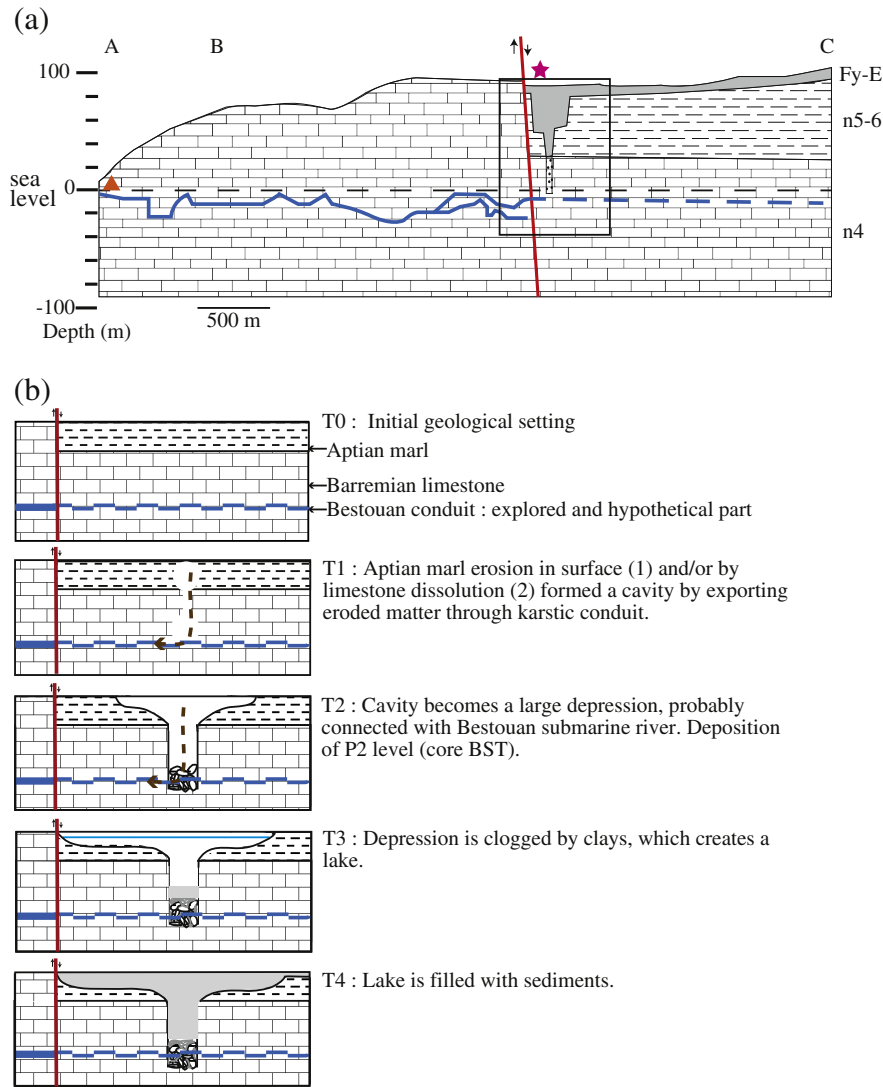 (a)
A B C
100
Fy-E
n5-6
sea
level
0
n4
-100
Depth (m)
500 m
(b)
T0 : Initial geological setting
Aptian marl
Barremian limestone
Bestouan conduit : explored and hypothetical part
T1 : Aptian marl erosion in surface (1) and/or by
limestone dissolution (2) formed a cavity by exporting
eroded matter through karstic conduit.
T2 : Cavity becomes a large depression, probably
connected with Bestouan submarine river. Deposition
of P2 level (core BST).
T3 : Depression is clogged by clays, which creates a
lake.
T4 : Lake is filled with sediments.